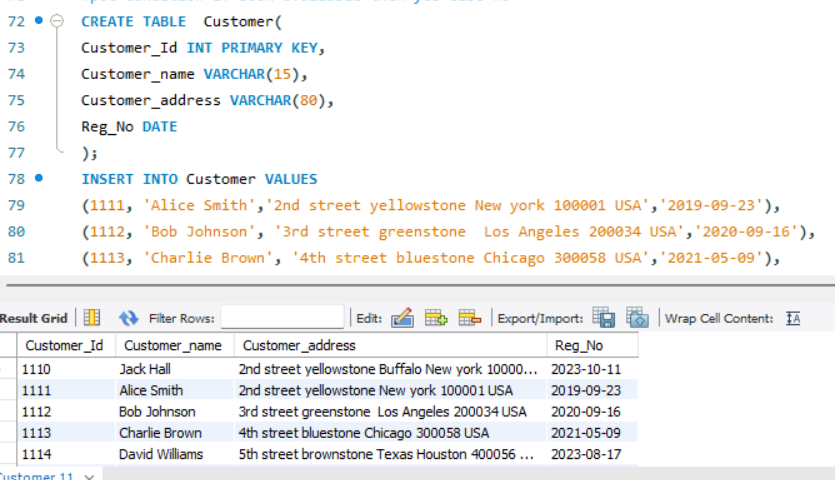 72 CREATE TABLE  Customer(
73 Customer_Id INT PRIMARY KEY,
74 Customer_name VARCHAR(15),
75 Customer_address VARCHAR(80),
76 Reg_No DATE
77 );
78 INSERT INTO Customer VALUES
79 (1111, 'Alice Smith','2nd street yellowstone New york 100001 USA','2019-09-23'),
80 (1112, 'Bob Johnson', '3rd street greenstone  Los Angeles 200034 USA','2020-09-16'),
81 (1113, 'Charlie Brown', '4th street bluestone Chicago 300058 USA','2021-05-09'),
Result Grid Filter Rows: Edit: Export/Import: Wrap Cell Content:
Customer_Id Customer_name Customer_address Reg_No
1110 Jack Hall 2nd street yellowstone Buffalo New york 10000... 2023-10-11
1111 Alice Smith 2nd street yellowstone New york 100001 USA 2019-09-23
1112 Bob Johnson 3rd street greenstone  Los Angeles 200034 USA 2020-09-16
1113 Charlie Brown 4th street bluestone Chicago 300058 USA 2021-05-09
1114 David Williams 5th street brownstone Texas Houston 400056 ... 2023-08-17
Customer 11